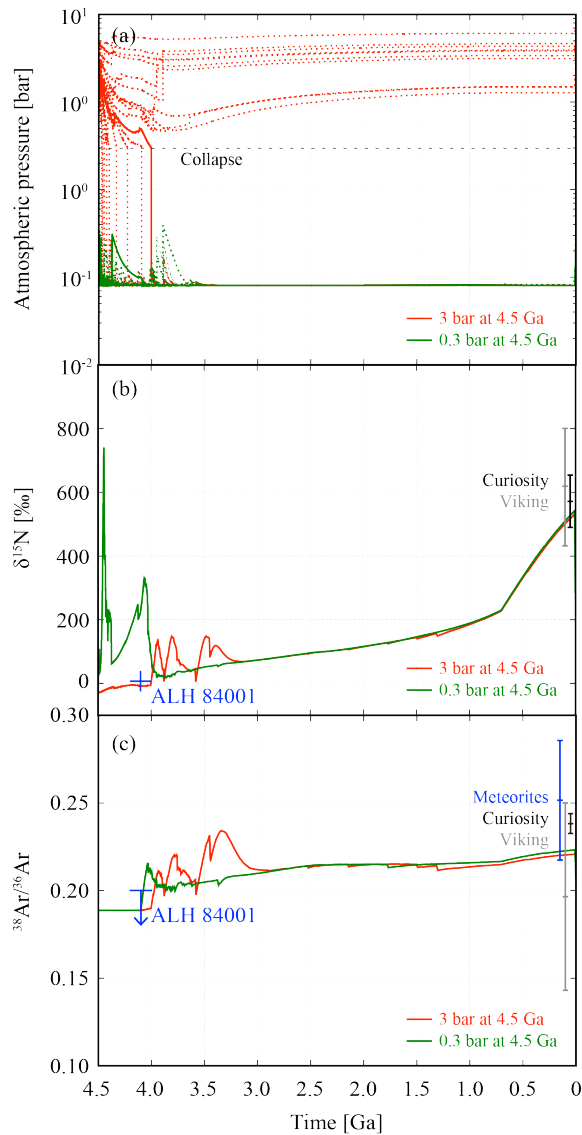 (a)
10¹
10⁰
10⁻¹
10⁻²
Atmospheric pressure [bar]
Collapse
3 bar at 4.5 Ga
0.3 bar at 4.5 Ga
(b)
800
600
400
200
0
δ¹⁵N [‰]
Curiosity
Viking
ALH 84001
3 bar at 4.5 Ga
0.3 bar at 4.5 Ga
(c)
0.30
0.25
0.20
0.15
0.10
³⁸Ar/³⁶Ar
Meteorites
Curiosity
Viking
ALH 84001
3 bar at 4.5 Ga
0.3 bar at 4.5 Ga
4.5 4.0 3.5 3.0 2.5 2.0 1.5 1.0 0.5 0
Time [Ga]